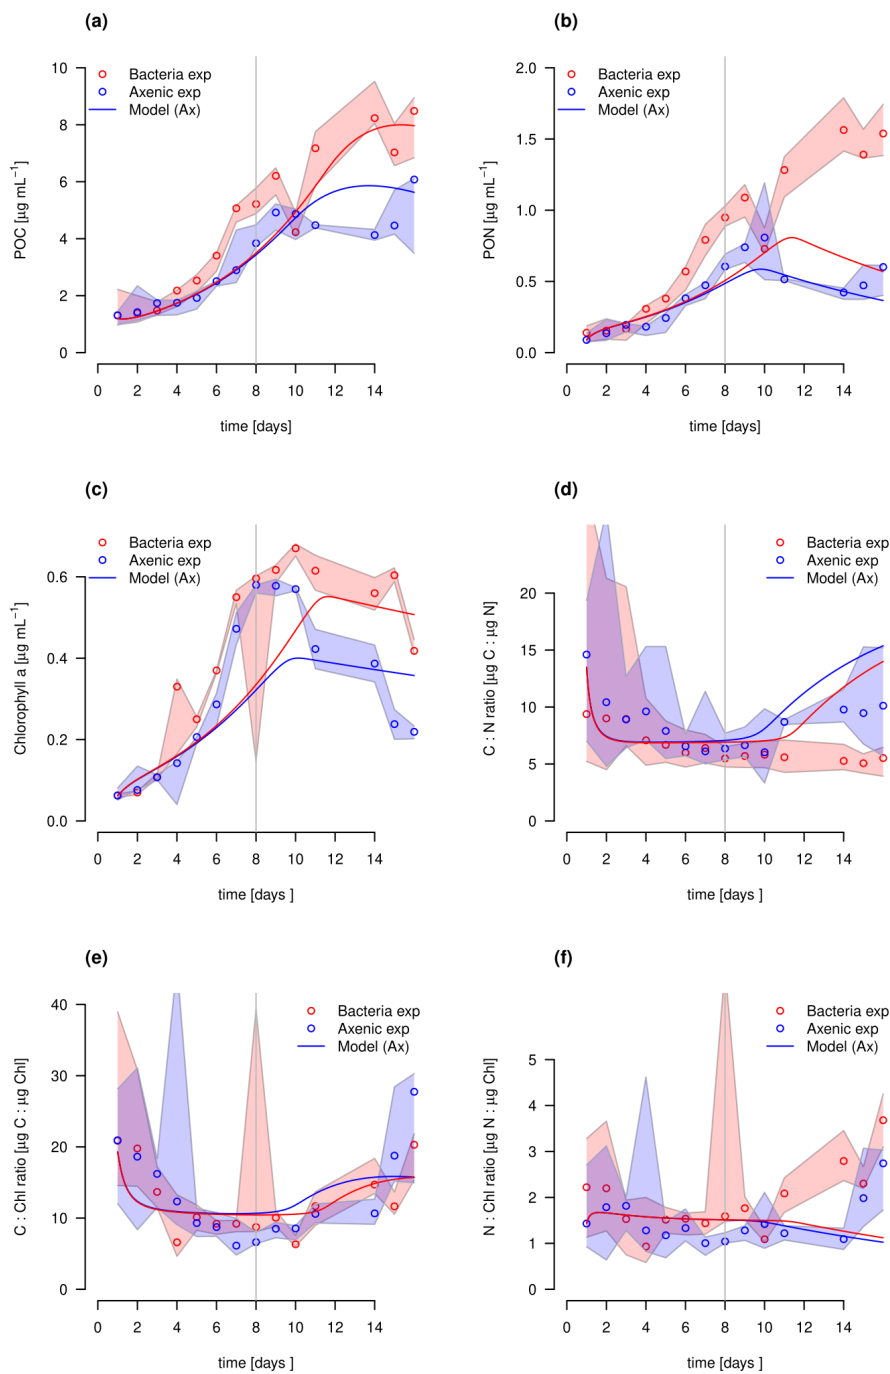 (a)
Bacteria exp
Axenic exp
Model (Ax)
POC [µg mL⁻¹]
10
8
6
4
2
0
0 2 4 6 8 10 14
time [days]
(b)
Bacteria exp
Axenic exp
Model (Ax)
PON [µg mL⁻¹]
2.0
1.5
1.0
0.5
0.0
0 2 4 6 8 10 14
time [days]
(c)
Bacteria exp
Axenic exp
Model (Ax)
Chlorophyll a [µg mL⁻¹]
0.6
0.4
0.2
0.0
0 2 4 6 8 10 14
time [days ]
(d)
Bacteria exp
Axenic exp
Model (Ax)
C : N ratio [µg C : µg N]
20
15
10
5
0
0 2 4 6 8 10 14
time [days ]
(e)
Bacteria exp
Axenic exp
Model (Ax)
C : Chl ratio [µg C : µg Chl]
40
30
20
10
0
0 2 4 6 8 10 14
time [days ]
(f)
Bacteria exp
Axenic exp
Model (Ax)
N : Chl ratio [µg N : µg Chl]
5
4
3
2
1
0
0 2 4 6 8 10 14
time [days ]